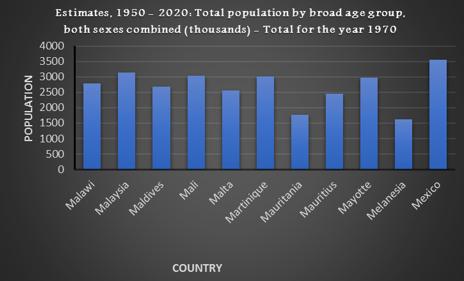 Estimates, 1950 - 2020: Total population by broad age group,
both sexes combined (thousands) - Total for the year 1970
POPULATION
4000
3500
3000
2500
2000
1500
1000
500
0
Malawi
Malaysia
Maldives
Mali
Malta
Martinique
Mauritania
Mauritius
Mayotte
Melanesia
Mexico
COUNTRY